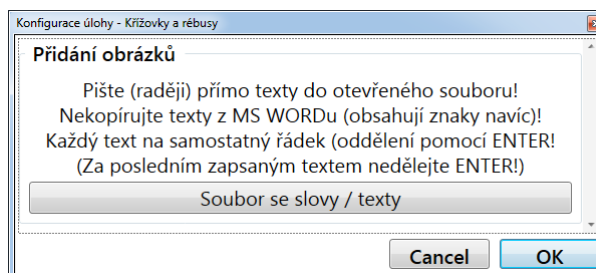 Konfigurace úlohy - Křížovky a rébusy
Přidání obrázků
Pište (raději) přímo texty do otevřeného souboru!
Nekopírujte texty z MS WORDu (obsahují znaky navíc)!
Každý text na samostatný řádek (oddělení pomocí ENTER!
(Za posledním zapsaným textem nedělejte ENTER!)
Soubor se slovy / texty
Cancel OK